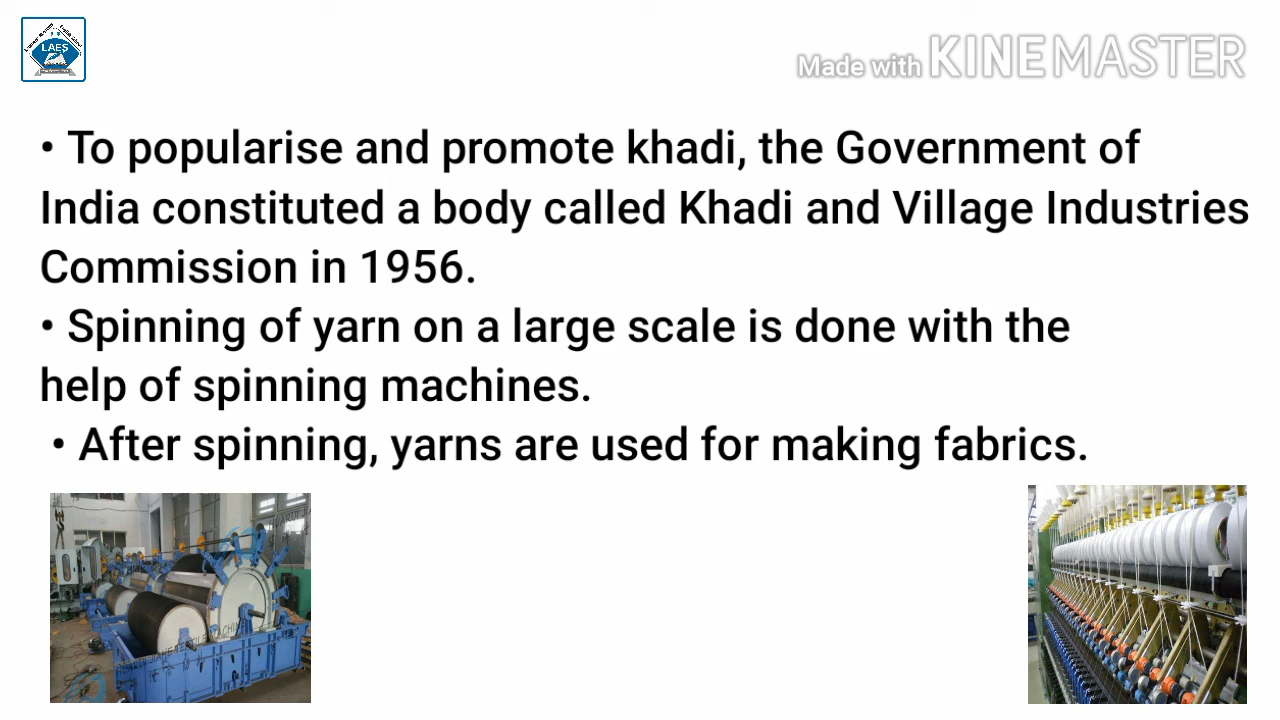 LAES
Made with KINEMASTER
• To popularise and promote khadi, the Government of
India constituted a body called Khadi and Village Industries
Commission in 1956.
• Spinning of yarn on a large scale is done with the
help of spinning machines.
• After spinning, yarns are used for making fabrics.